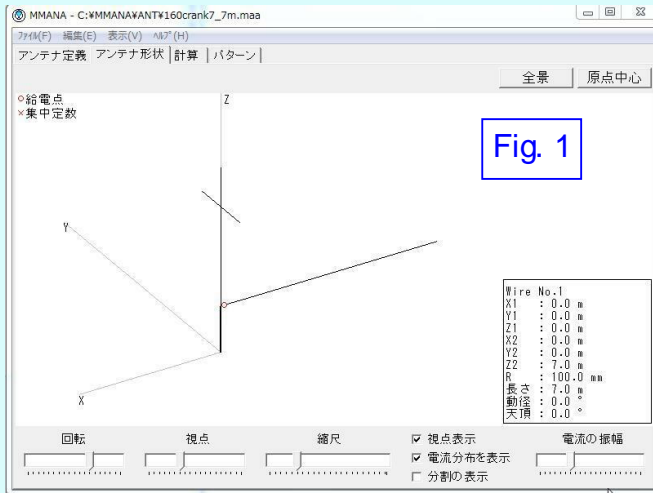 MMANA - C:¥MMANA¥ANT¥160crank7_7m.maa
ﾌｧｲﾙ(F) 編集(E) 表示(V) ﾍﾙﾌﾟ(H)
アンテナ定義 アンテナ形状 計算 パターン
全景 原点中心
○給電点
×集中定数
Z
Fig. 1
Y
X
Wire No.1
X1 : 0.0 m
Y1 : 0.0 m
Z1 : 0.0 m
X2 : 0.0 m
Y2 : 0.0 m
Z2 : 7.0 m
R : 100.0 mm
長さ : 7.0 m
動径 : 0.0 °
天頂 : 0.0 °
回転 視点 縮尺 視点表示 電流の振幅
電流分布を表示
分割の表示